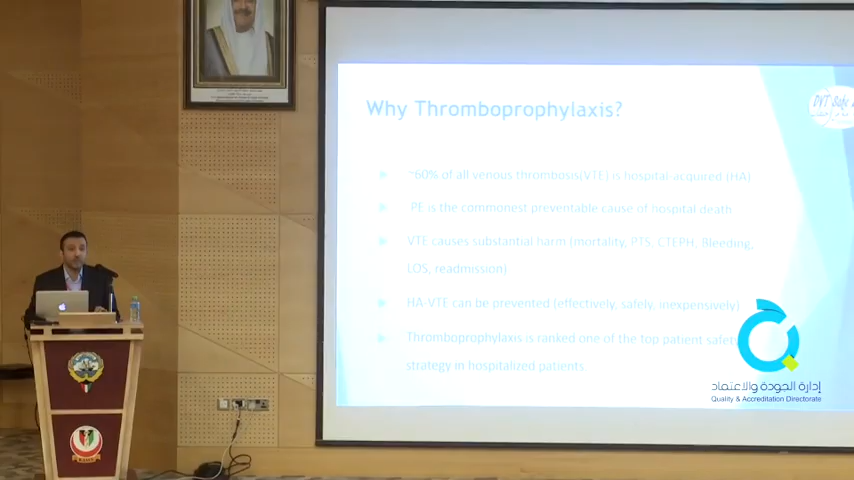 Why Thromboprophylaxis?
~60% of all venous thrombosis(VTE) is hospital-acquired (HA)
PE is the commonest preventable cause of hospital death
VTE causes substantial harm (mortality, PTS, CTEPH, Bleeding,
LOS, readmission)
HA-VTE can be prevented (effectively, safely, inexpensively)
Thromboprophylaxis is ranked one of the top patient safety
strategy in hospitalized patients
DVT Safe
إدارة الجودة والاعتماد
Quality & Accreditation Directorate